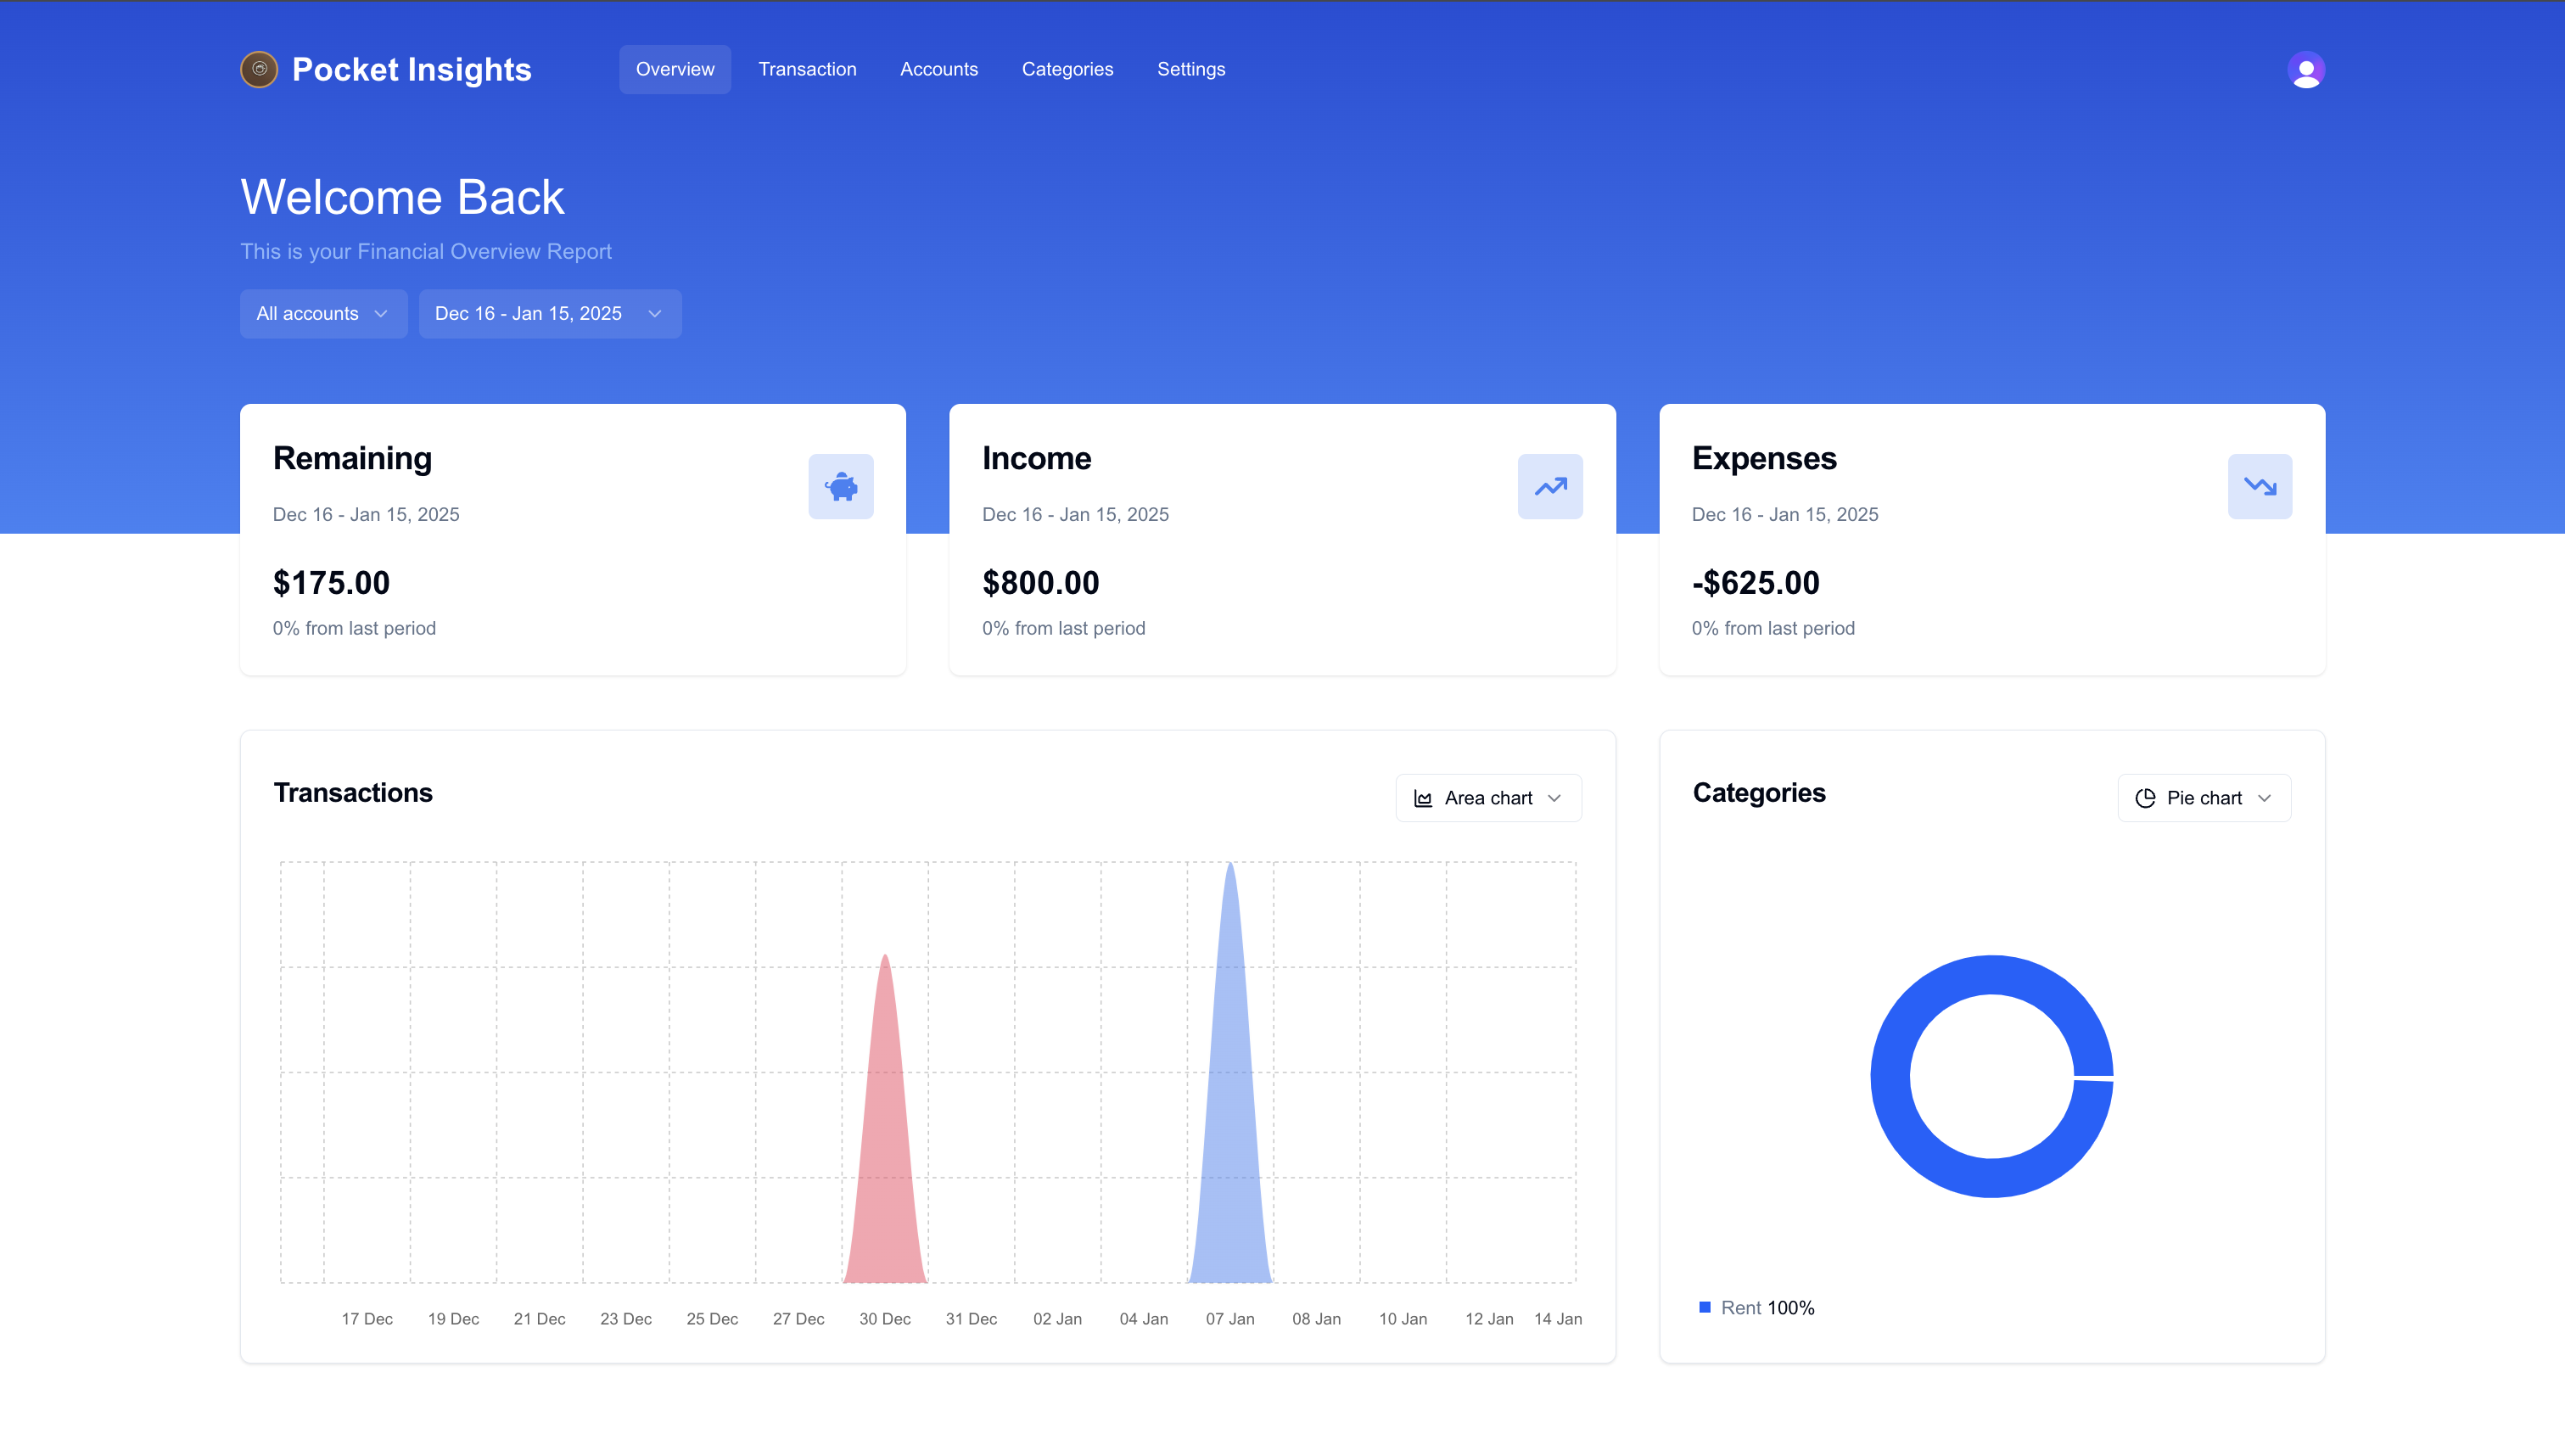 Pocket Insights
Overview
Transaction
Accounts
Categories
Settings
Welcome Back
This is your Financial Overview Report
All accounts
Dec 16 - Jan 15, 2025
Remaining
Dec 16 - Jan 15, 2025
$175.00
0% from last period
Income
Dec 16 - Jan 15, 2025
$800.00
0% from last period
Expenses
Dec 16 - Jan 15, 2025
-$625.00
0% from last period
Transactions
Area chart
17 Dec
19 Dec
21 Dec
23 Dec
25 Dec
27 Dec
30 Dec
31 Dec
02 Jan
04 Jan
07 Jan
08 Jan
10 Jan
12 Jan
14 Jan
Categories
Pie chart
Rent 100%